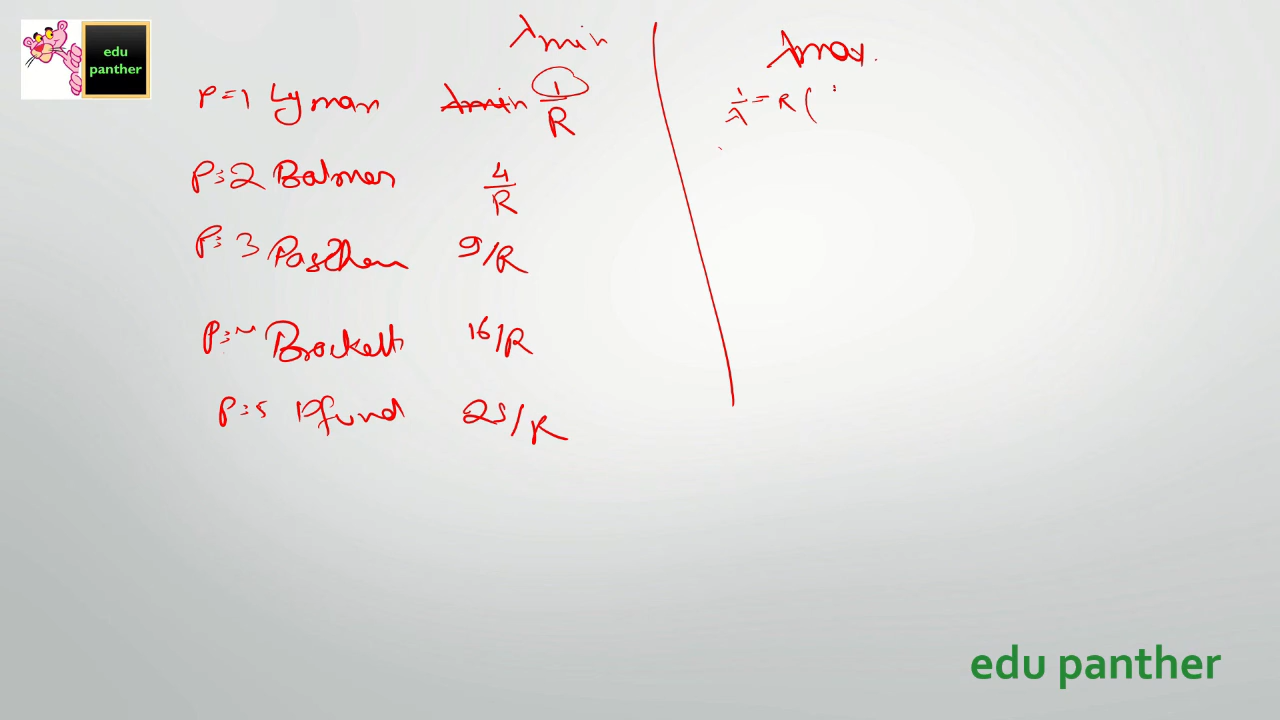 edu
panther
λmin
P=1 Lyman λmin 1/R
P=2 Balmer 4/R
P=3 Paschen 9/R
P=4 Brackett 16/R
P=5 Pfund 25/R
λmax.
1/λ = R (
edu panther